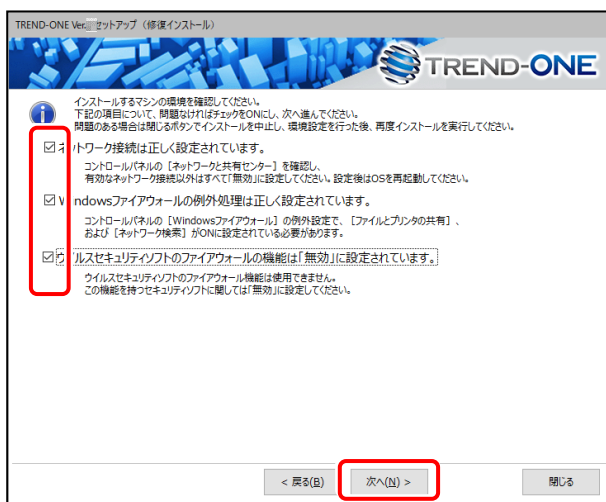 TREND-ONE Ver. セットアップ（修復インストール）
TREND-ONE
インストールするマシンの環境を確認してください。
下記の項目について、問題なければチェックをONにし、次へ進んでください。
問題のある場合は閉じるボタンでインストールを中止し、環境設定を行った後、再度インストールを実行してください。
ネットワーク接続は正しく設定されています。
コントロールパネルの［ネットワークと共有センター］を確認し、
有効なネットワーク接続以外はすべて「無効」に設定してください。設定後はOSを再起動してください。
Windowsファイアウォールの例外処理は正しく設定されています。
コントロールパネルの［Windowsファイアウォール］の例外設定で、［ファイルとプリンタの共有］、
および［ネットワーク検索］がONに設定されている必要があります。
ウイルスセキュリティソフトのファイアウォールの機能は「無効」に設定されています。
ウイルスセキュリティソフトのファイアウォール機能は使用できません。
この機能を持つセキュリティソフトに関しては「無効」に設定してください。
< 戻る(B) 次へ(N) > 閉じる